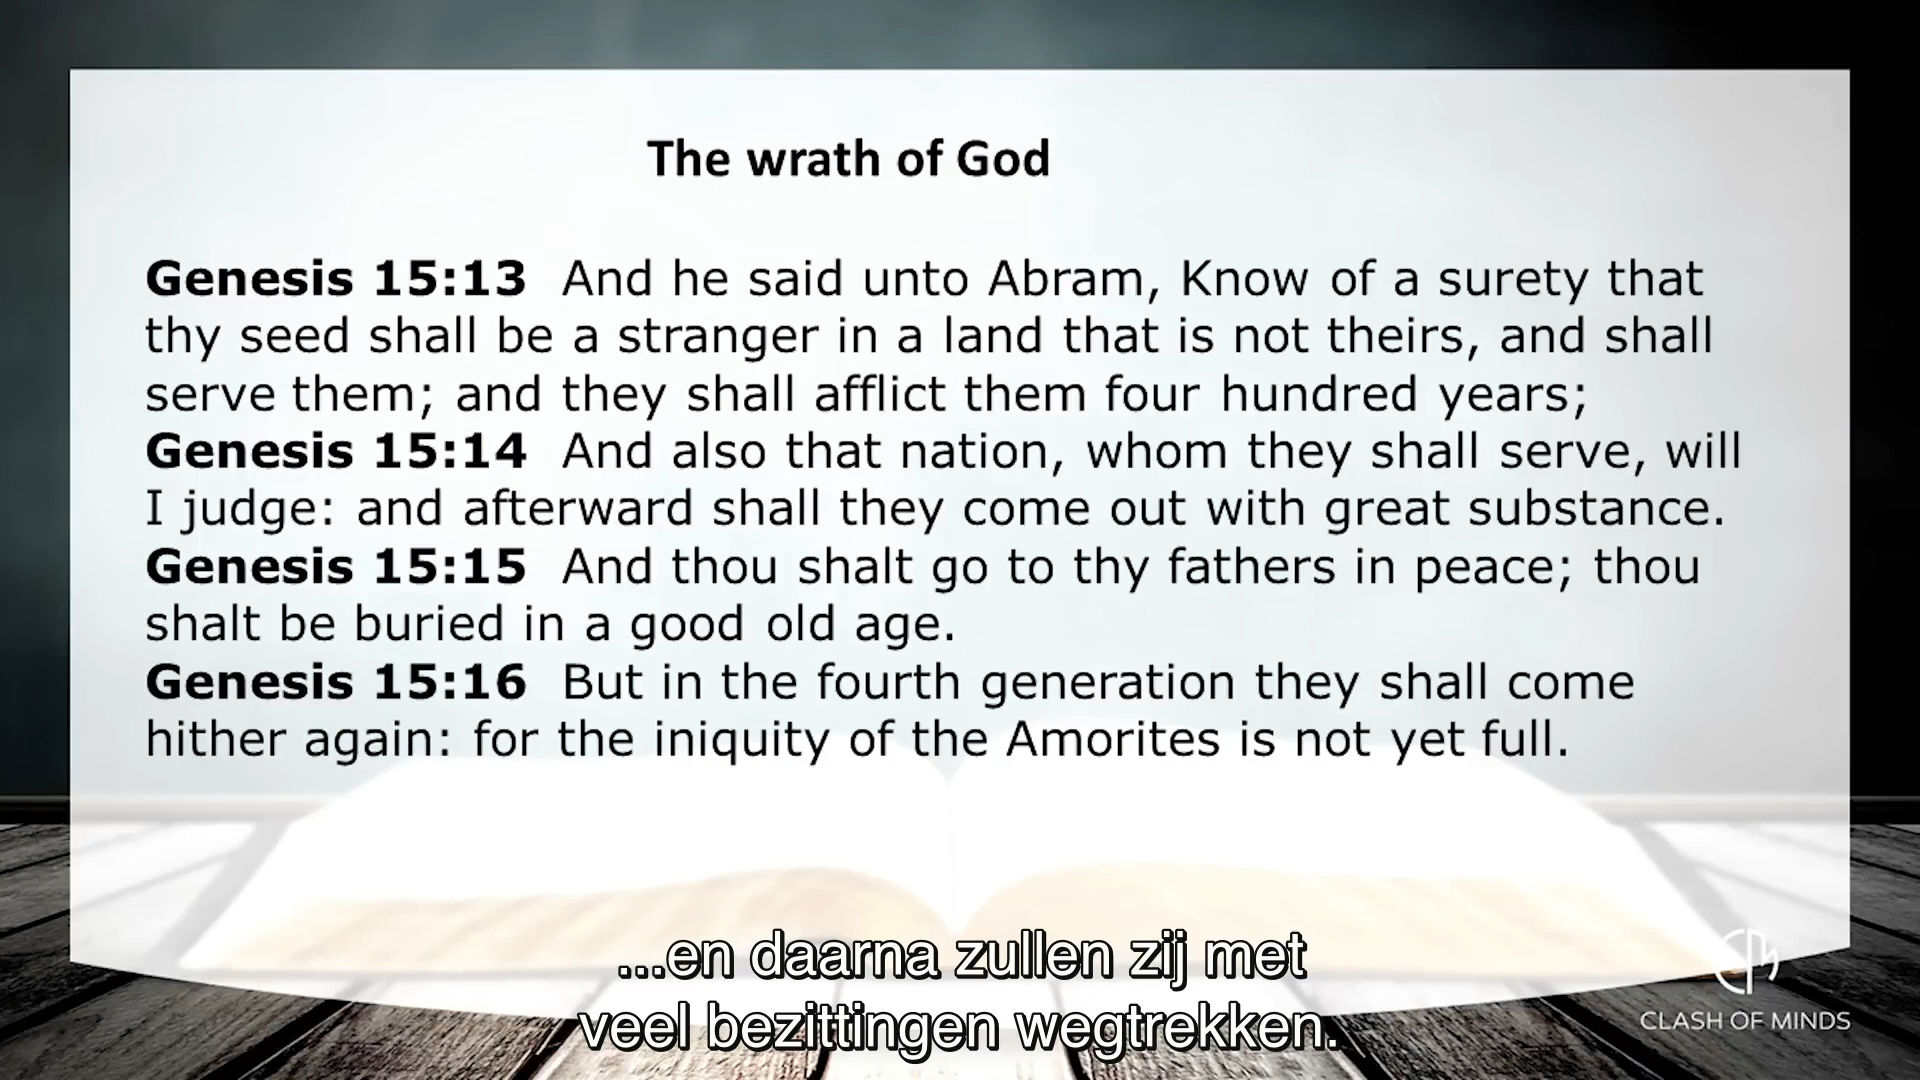 The wrath of God
Genesis 15:13 And he said unto Abram, Know of a surety that
thy seed shall be a stranger in a land that is not theirs, and shall
serve them; and they shall afflict them four hundred years;
Genesis 15:14 And also that nation, whom they shall serve, will
I judge: and afterward shall they come out with great substance.
Genesis 15:15 And thou shalt go to thy fathers in peace; thou
shalt be buried in a good old age.
Genesis 15:16 But in the fourth generation they shall come
hither again: for the iniquity of the Amorites is not yet full.
...en daarna zullen zij met
veel bezittingen wegtrekken.
CLASH OF MINDS